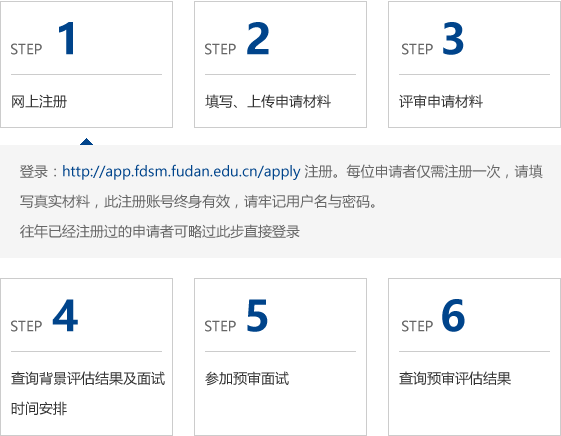 STEP 1
网上注册
STEP 2
填写、上传申请材料
STEP 3
评审申请材料
登录：http://app.fdsm.fudan.edu.cn/apply 注册。每位申请者仅需注册一次，请填
写真实材料，此注册账号终身有效，请牢记用户名与密码。
往年已经注册过的申请者可略过此步直接登录
STEP 4
查询背景评估结果及面试
时间安排
STEP 5
参加预审面试
STEP 6
查询预审评估结果